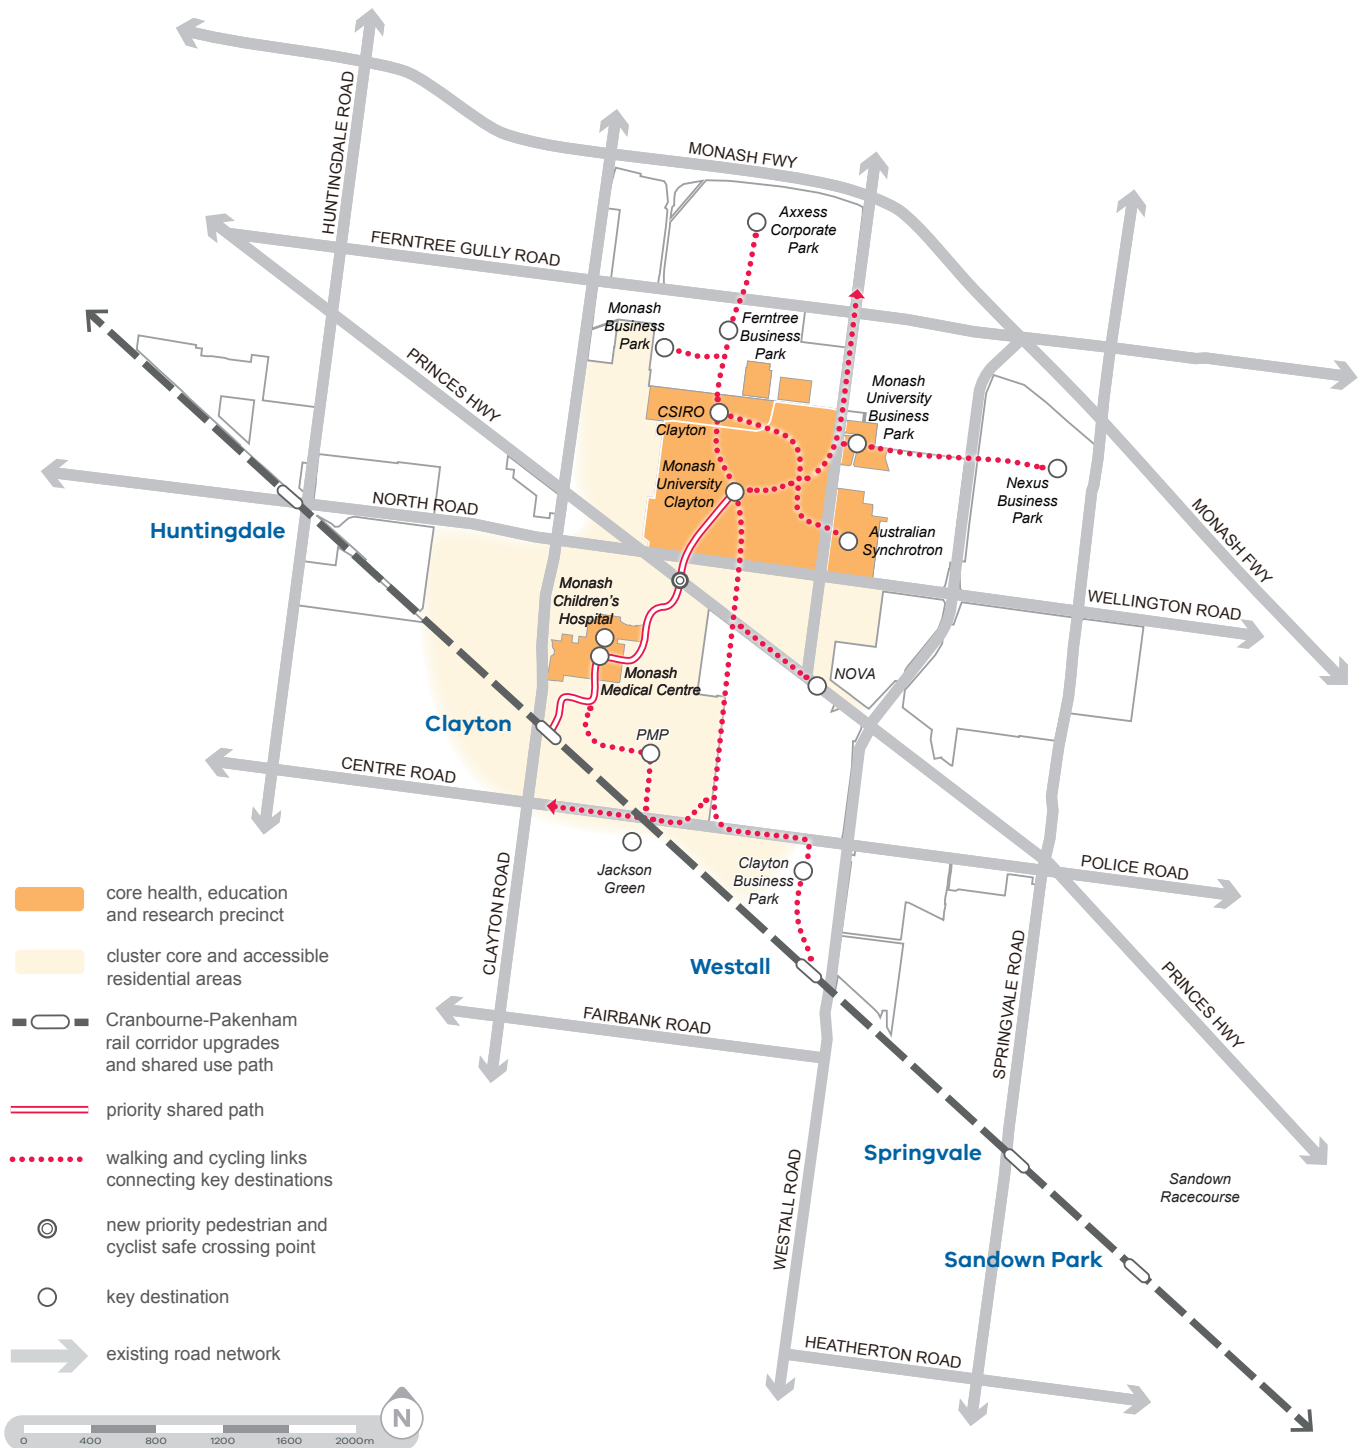 HUNTINGDALE ROAD
MONASH FWY
Axxess
Corporate
Park
FERNTREE GULLY ROAD
Monash
Business
Park
Ferntree
Business
Park
PRINCES HWY
Monash
University
Business
Park
CSIRO
Clayton
Monash
University
Clayton
Nexus
Business
Park
NORTH ROAD
Huntingdale
Australian
Synchrotron
MONASH FWY
Monash
Children's
Hospital
WELLINGTON ROAD
Monash
Medical Centre
NOVA
Clayton
PMP
CENTRE ROAD
Jackson
Green
Clayton
Business
Park
POLICE ROAD
CLAYTON ROAD
Westall
SPRINGVALE ROAD
PRINCES HWY
FAIRBANK ROAD
Springvale
Sandown
Racecourse
WESTALL ROAD
Sandown Park
HEATHERTON ROAD
core health, education
and research precinct
cluster core and accessible
residential areas
Cranbourne-Pakenham
rail corridor upgrades
and shared use path
priority shared path
walking and cycling links
connecting key destinations
new priority pedestrian and
cyclist safe crossing point
key destination
existing road network
N
0 400 800 1200 1600 2000m